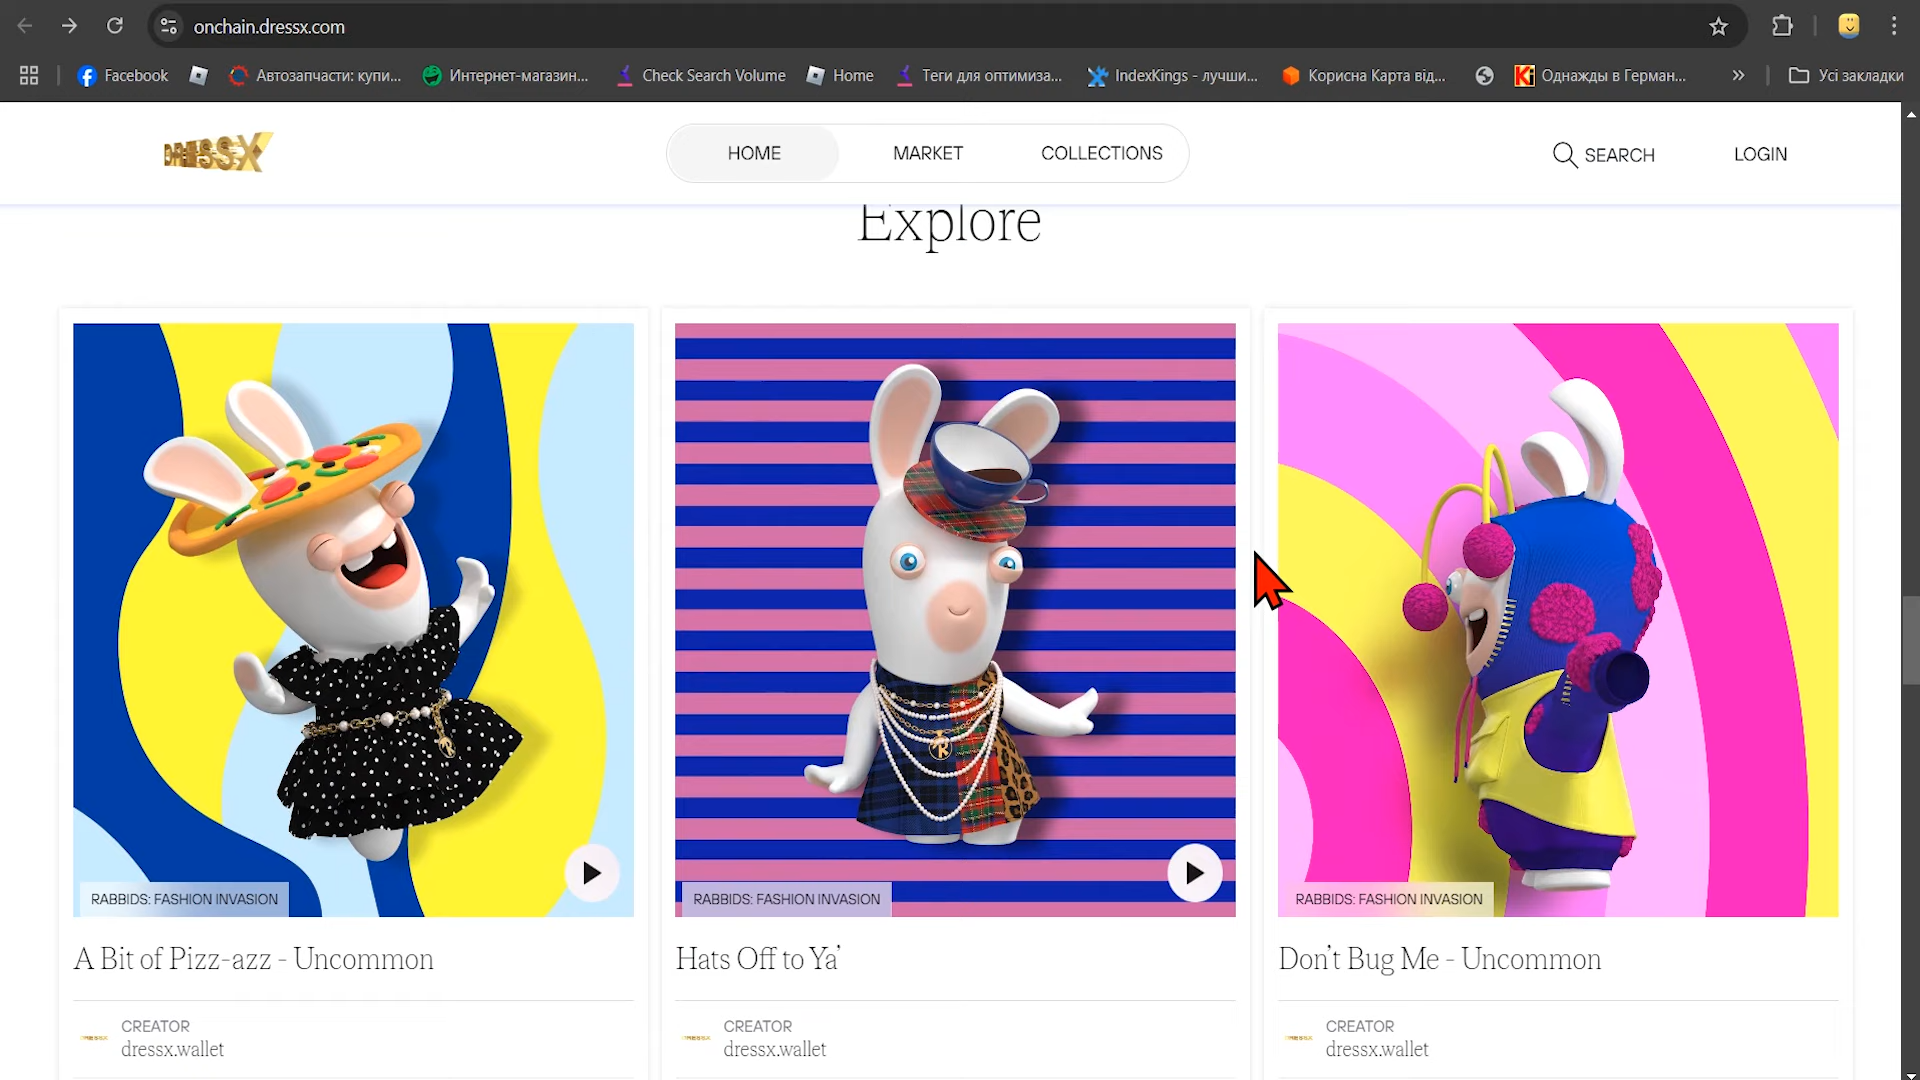 onchain.dressx.com
Facebook
Автозапчасти: купи...
Интернет-магазин...
Check Search Volume
Home
Теги для оптимиза...
IndexKings - лучши...
Корисна Карта від...
Однажды в Герман...
»
Усі закладки
DRESSX
HOME
MARKET
COLLECTIONS
SEARCH
LOGIN
Explore
RABBIDS: FASHION INVASION
RABBIDS: FASHION INVASION
RABBIDS: FASHION INVASION
A Bit of Pizz-azz - Uncommon
Hats Off to Ya’
Don’t Bug Me - Uncommon
CREATOR
dressx.wallet
CREATOR
dressx.wallet
CREATOR
dressx.wallet